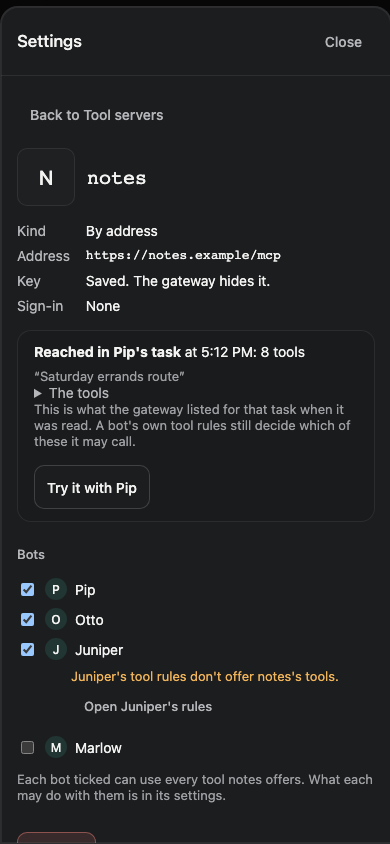 Settings
Close
Back to Tool servers
N
notes
Kind By address
Address https://notes.example/mcp
Key Saved. The gateway hides it.
Sign-in None
Reached in Pip's task at 5:12 PM: 8 tools
“Saturday errands route”
▶ The tools
This is what the gateway listed for that task when it
was read. A bot's own tool rules still decide which of
these it may call.
Try it with Pip
Bots
P Pip
O Otto
J Juniper
Juniper's tool rules don't offer notes's tools.
Open Juniper's rules
M Marlow
Each bot ticked can use every tool notes offers. What each
may do with them is in its settings.